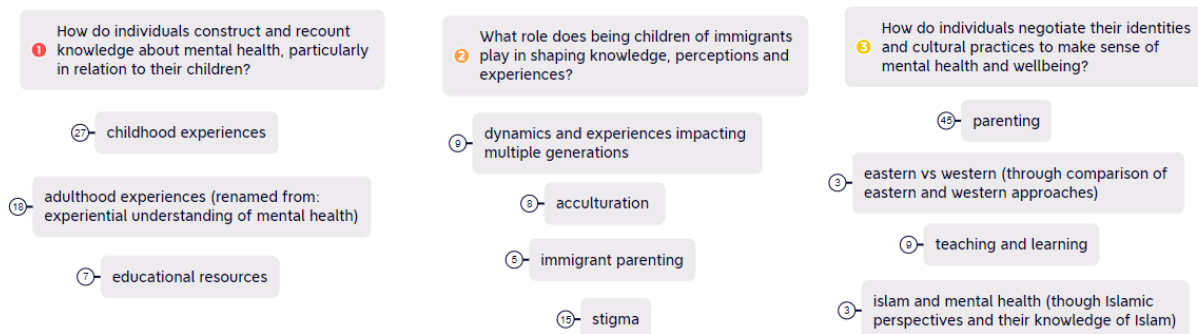 1
How do individuals construct and recount
knowledge about mental health, particularly
in relation to their children?
27
childhood experiences
18
adulthood experiences (renamed from:
experiential understanding of mental health)
7
educational resources
2
What role does being children of immigrants
play in shaping knowledge, perceptions and
experiences?
9
dynamics and experiences impacting
multiple generations
8
acculturation
5
immigrant parenting
15
stigma
3
How do individuals negotiate their identities
and cultural practices to make sense of
mental health and wellbeing?
45
parenting
3
eastern vs western (through comparison of
eastern and western approaches)
9
teaching and learning
3
islam and mental health (though Islamic
perspectives and their knowledge of Islam)